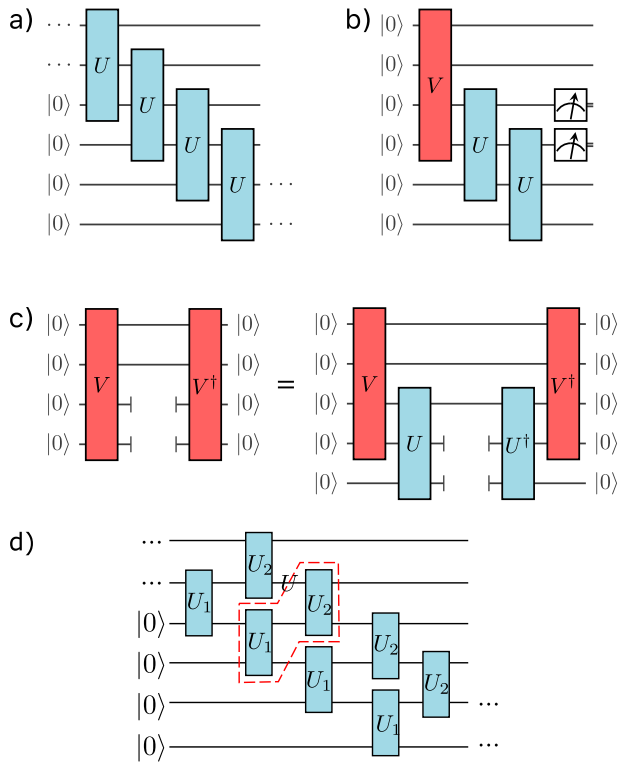 a)
···
···
|0⟩
|0⟩
|0⟩
|0⟩
U
U
U
U
···
···
b)
|0⟩
|0⟩
|0⟩
|0⟩
|0⟩
|0⟩
V
U
U
c)
|0⟩
|0⟩
|0⟩
|0⟩
V
V†
|0⟩
|0⟩
|0⟩
|0⟩
=
|0⟩
|0⟩
|0⟩
|0⟩
|0⟩
V
U
U†
V†
|0⟩
|0⟩
|0⟩
|0⟩
|0⟩
d)
...
...
|0⟩
|0⟩
|0⟩
|0⟩
U₁
U₂
U₁
U
U₂
U₁
U₂
U₁
U₂
...
...